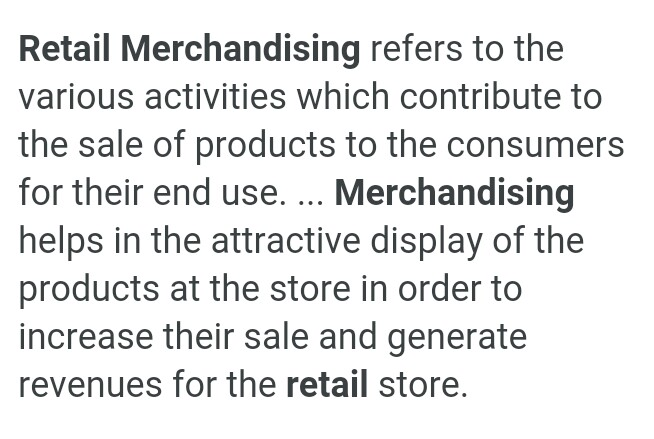 Retail Merchandising refers to the
various activities which contribute to
the sale of products to the consumers
for their end use. ... Merchandising
helps in the attractive display of the
products at the store in order to
increase their sale and generate
revenues for the retail store.